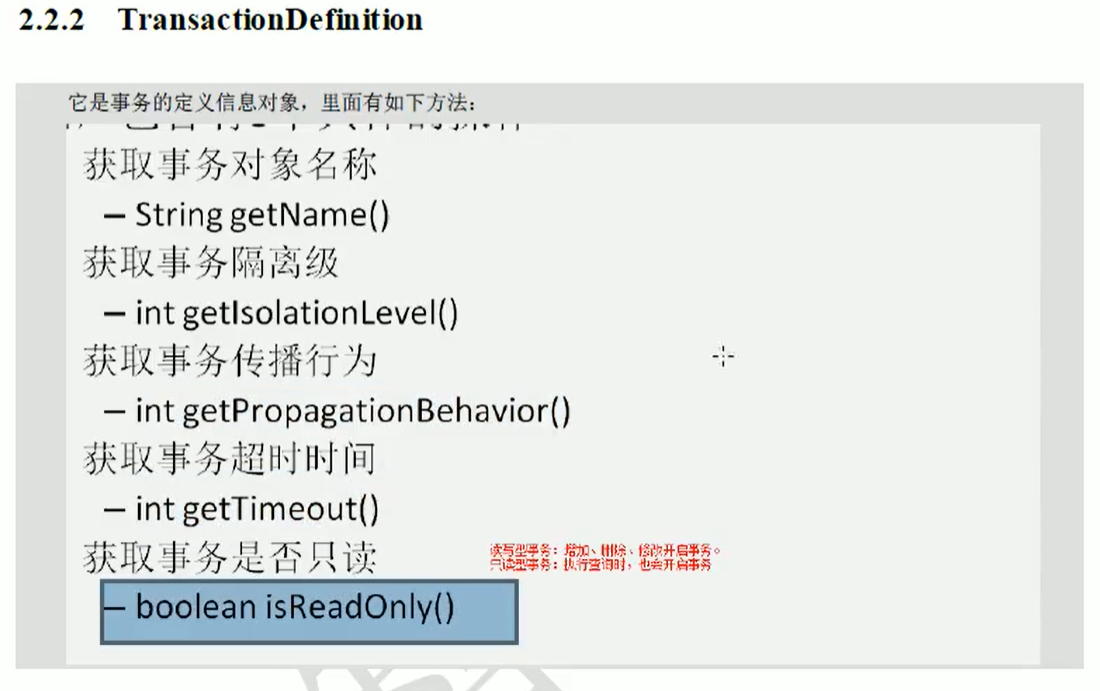 2.2.2 TransactionDefinition
它是事务的定义信息对象，里面有如下方法：
获取事务对象名称
– String getName()
获取事务隔离级
– int getIsolationLevel()
获取事务传播行为
– int getPropagationBehavior()
获取事务超时时间
– int getTimeout()
获取事务是否只读
读写型事务：增加、删除、修改开启事务。
只读型事务：执行查询时，也会开启事务
– boolean isReadOnly()